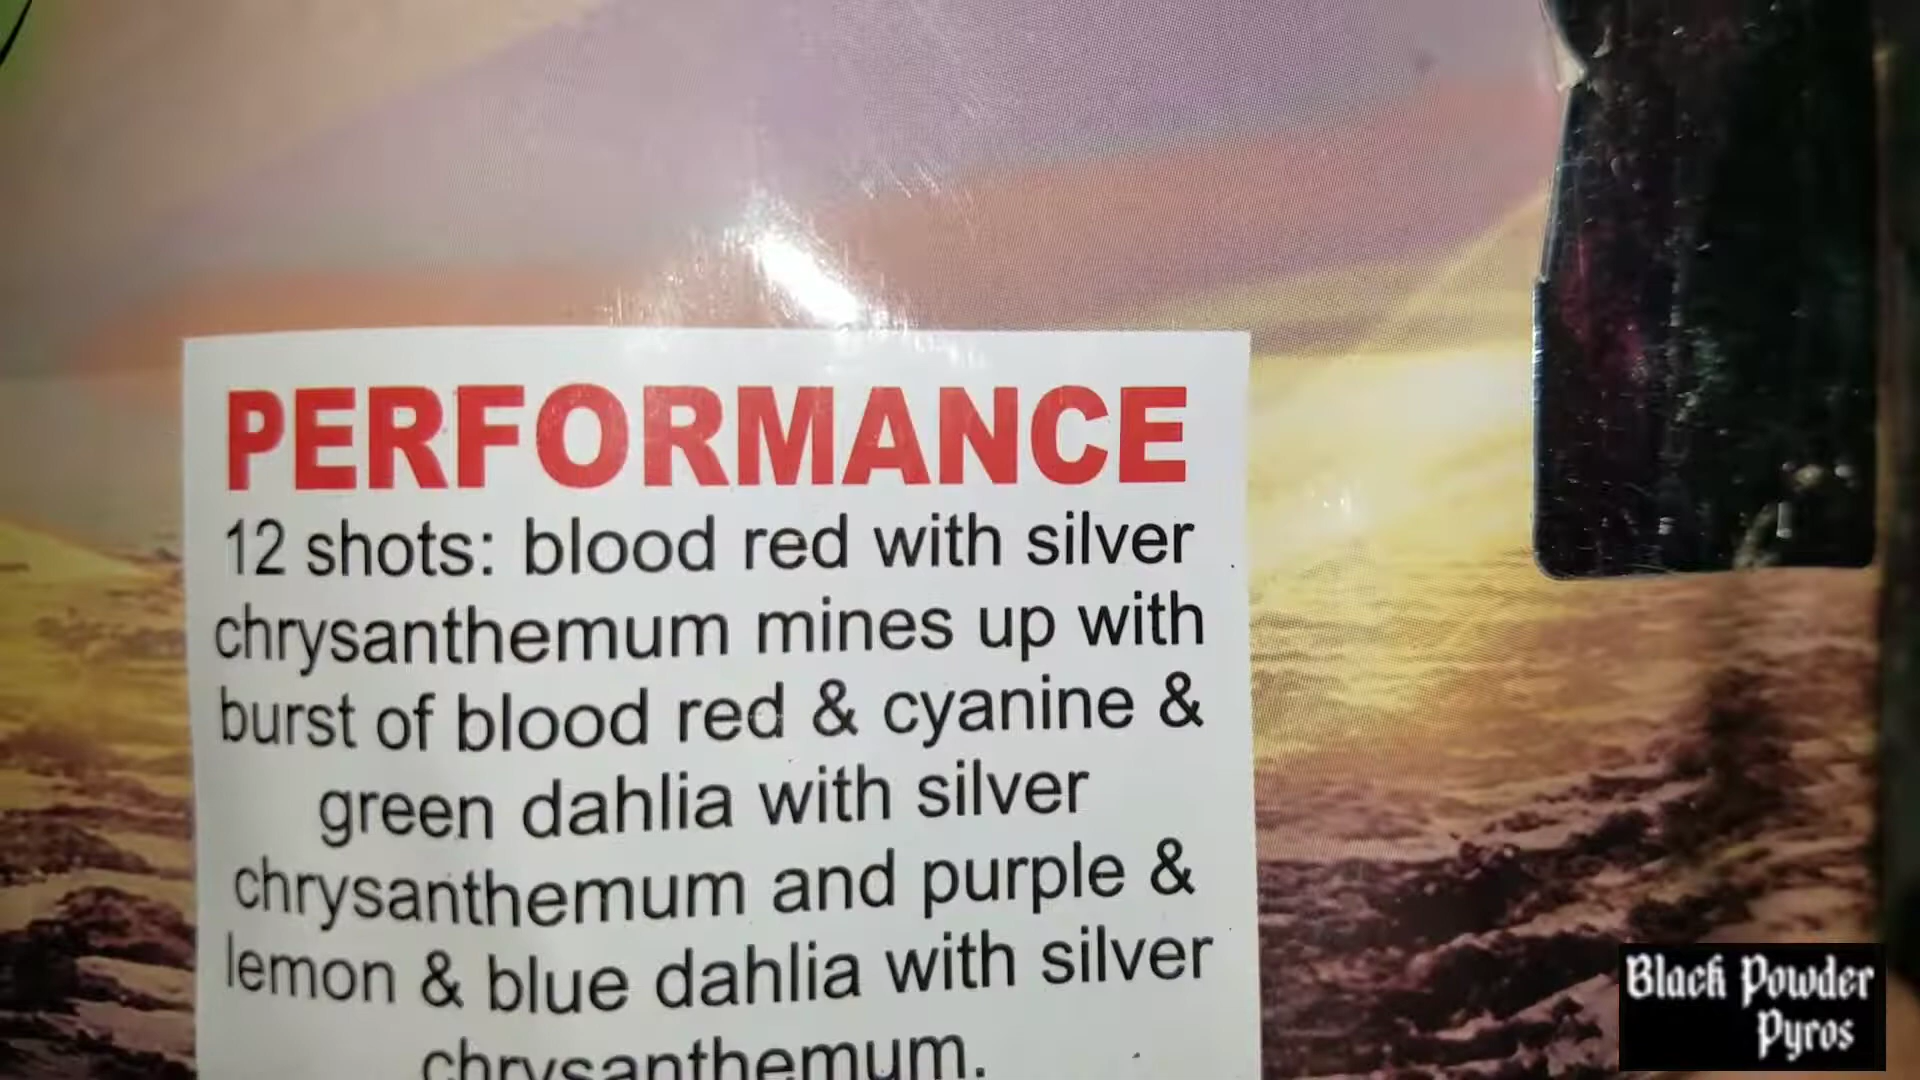 PERFORMANCE
12 shots: blood red with silver
chrysanthemum mines up with
burst of blood red & cyanine &
green dahlia with silver
chrysanthemum and purple &
lemon & blue dahlia with silver
chrysanthemum.
Black Powder
Pyros